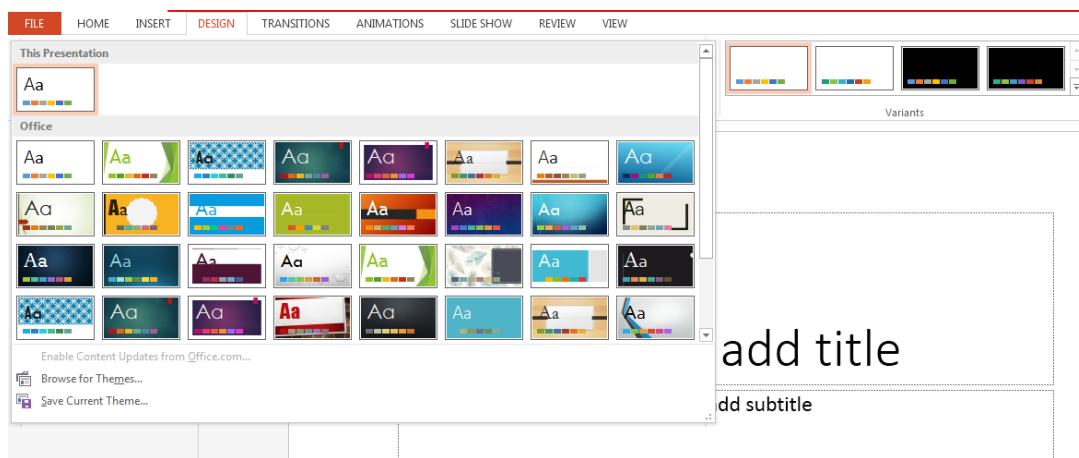 FILE HOME INSERT DESIGN TRANSITIONS ANIMATIONS SLIDE SHOW REVIEW VIEW
This Presentation
Aa
Variants
Office
Aa Aa Aa Aa Aa Aa Aa Aa
Aa Aa Aa Aa Aa Aa Aa Aa
Aa Aa Aa Aa Aa Aa Aa
Aa Aa Aa Aa Aa Aa Aa Aa
add title
Enable Content Updates from Office.com...
Browse for Themes...
Save Current Theme...
add subtitle